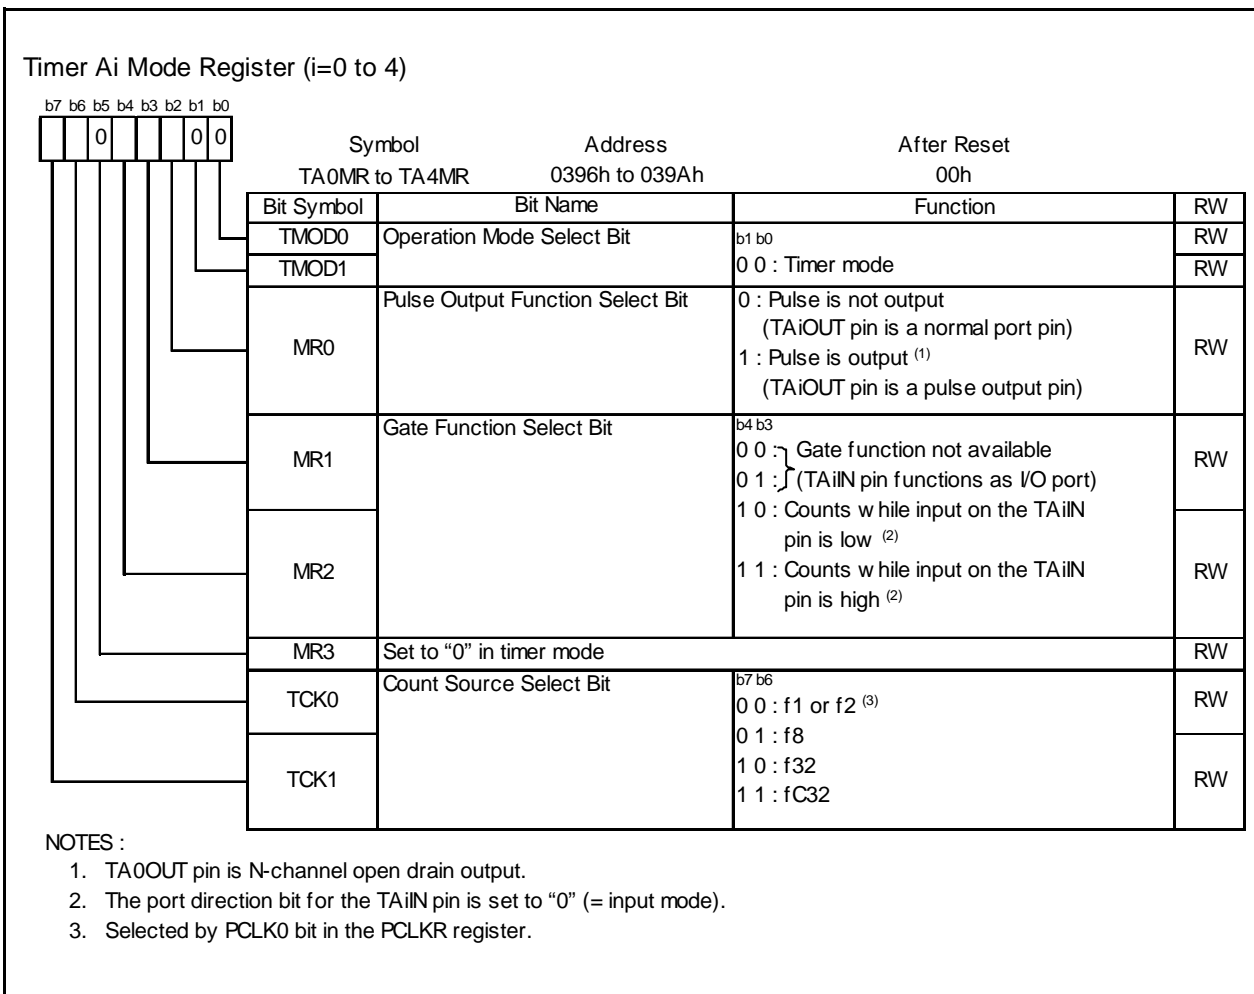 Timer Ai Mode Register (i=0 to 4)
b7 b6 b5 b4 b3 b2 b1 b0
0 0 0
Symbol Address After Reset
TA0MR to TA4MR 0396h to 039Ah 00h
Bit Symbol Bit Name Function RW
TMOD0 Operation Mode Select Bit b1 b0 RW
TMOD1 0 0 : Timer mode RW
MR0 Pulse Output Function Select Bit 0 : Pulse is not output RW
(TAiOUT pin is a normal port pin)
1 : Pulse is output (1)
(TAiOUT pin is a pulse output pin)
MR1 Gate Function Select Bit b4 b3 RW
0 0 : Gate function not available
0 1 : (TAiIN pin functions as I/O port)
1 0 : Counts while input on the TAiIN
pin is low (2)
MR2 1 1 : Counts while input on the TAiIN RW
pin is high (2)
MR3 Set to “0” in timer mode RW
TCK0 Count Source Select Bit b7 b6 RW
0 0 : f1 or f2 (3)
0 1 : f8
TCK1 1 0 : f32 RW
1 1 : fC32
NOTES :
1. TA0OUT pin is N-channel open drain output.
2. The port direction bit for the TAiIN pin is set to “0” (= input mode).
3. Selected by PCLK0 bit in the PCLKR register.